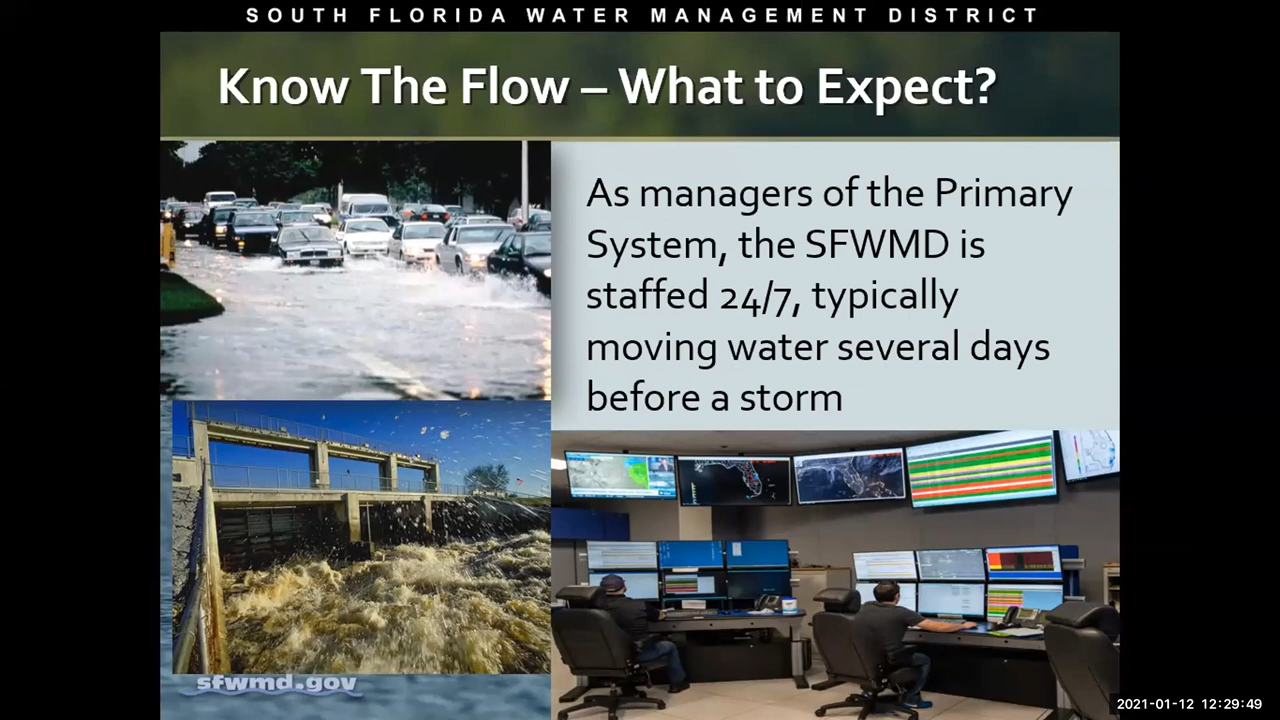 SOUTH FLORIDA WATER MANAGEMENT DISTRICT
Know The Flow – What to Expect?
As managers of the Primary
System, the SFWMD is
staffed 24/7, typically
moving water several days
before a storm
sfwmd.gov
2021-01-12 12:29:49